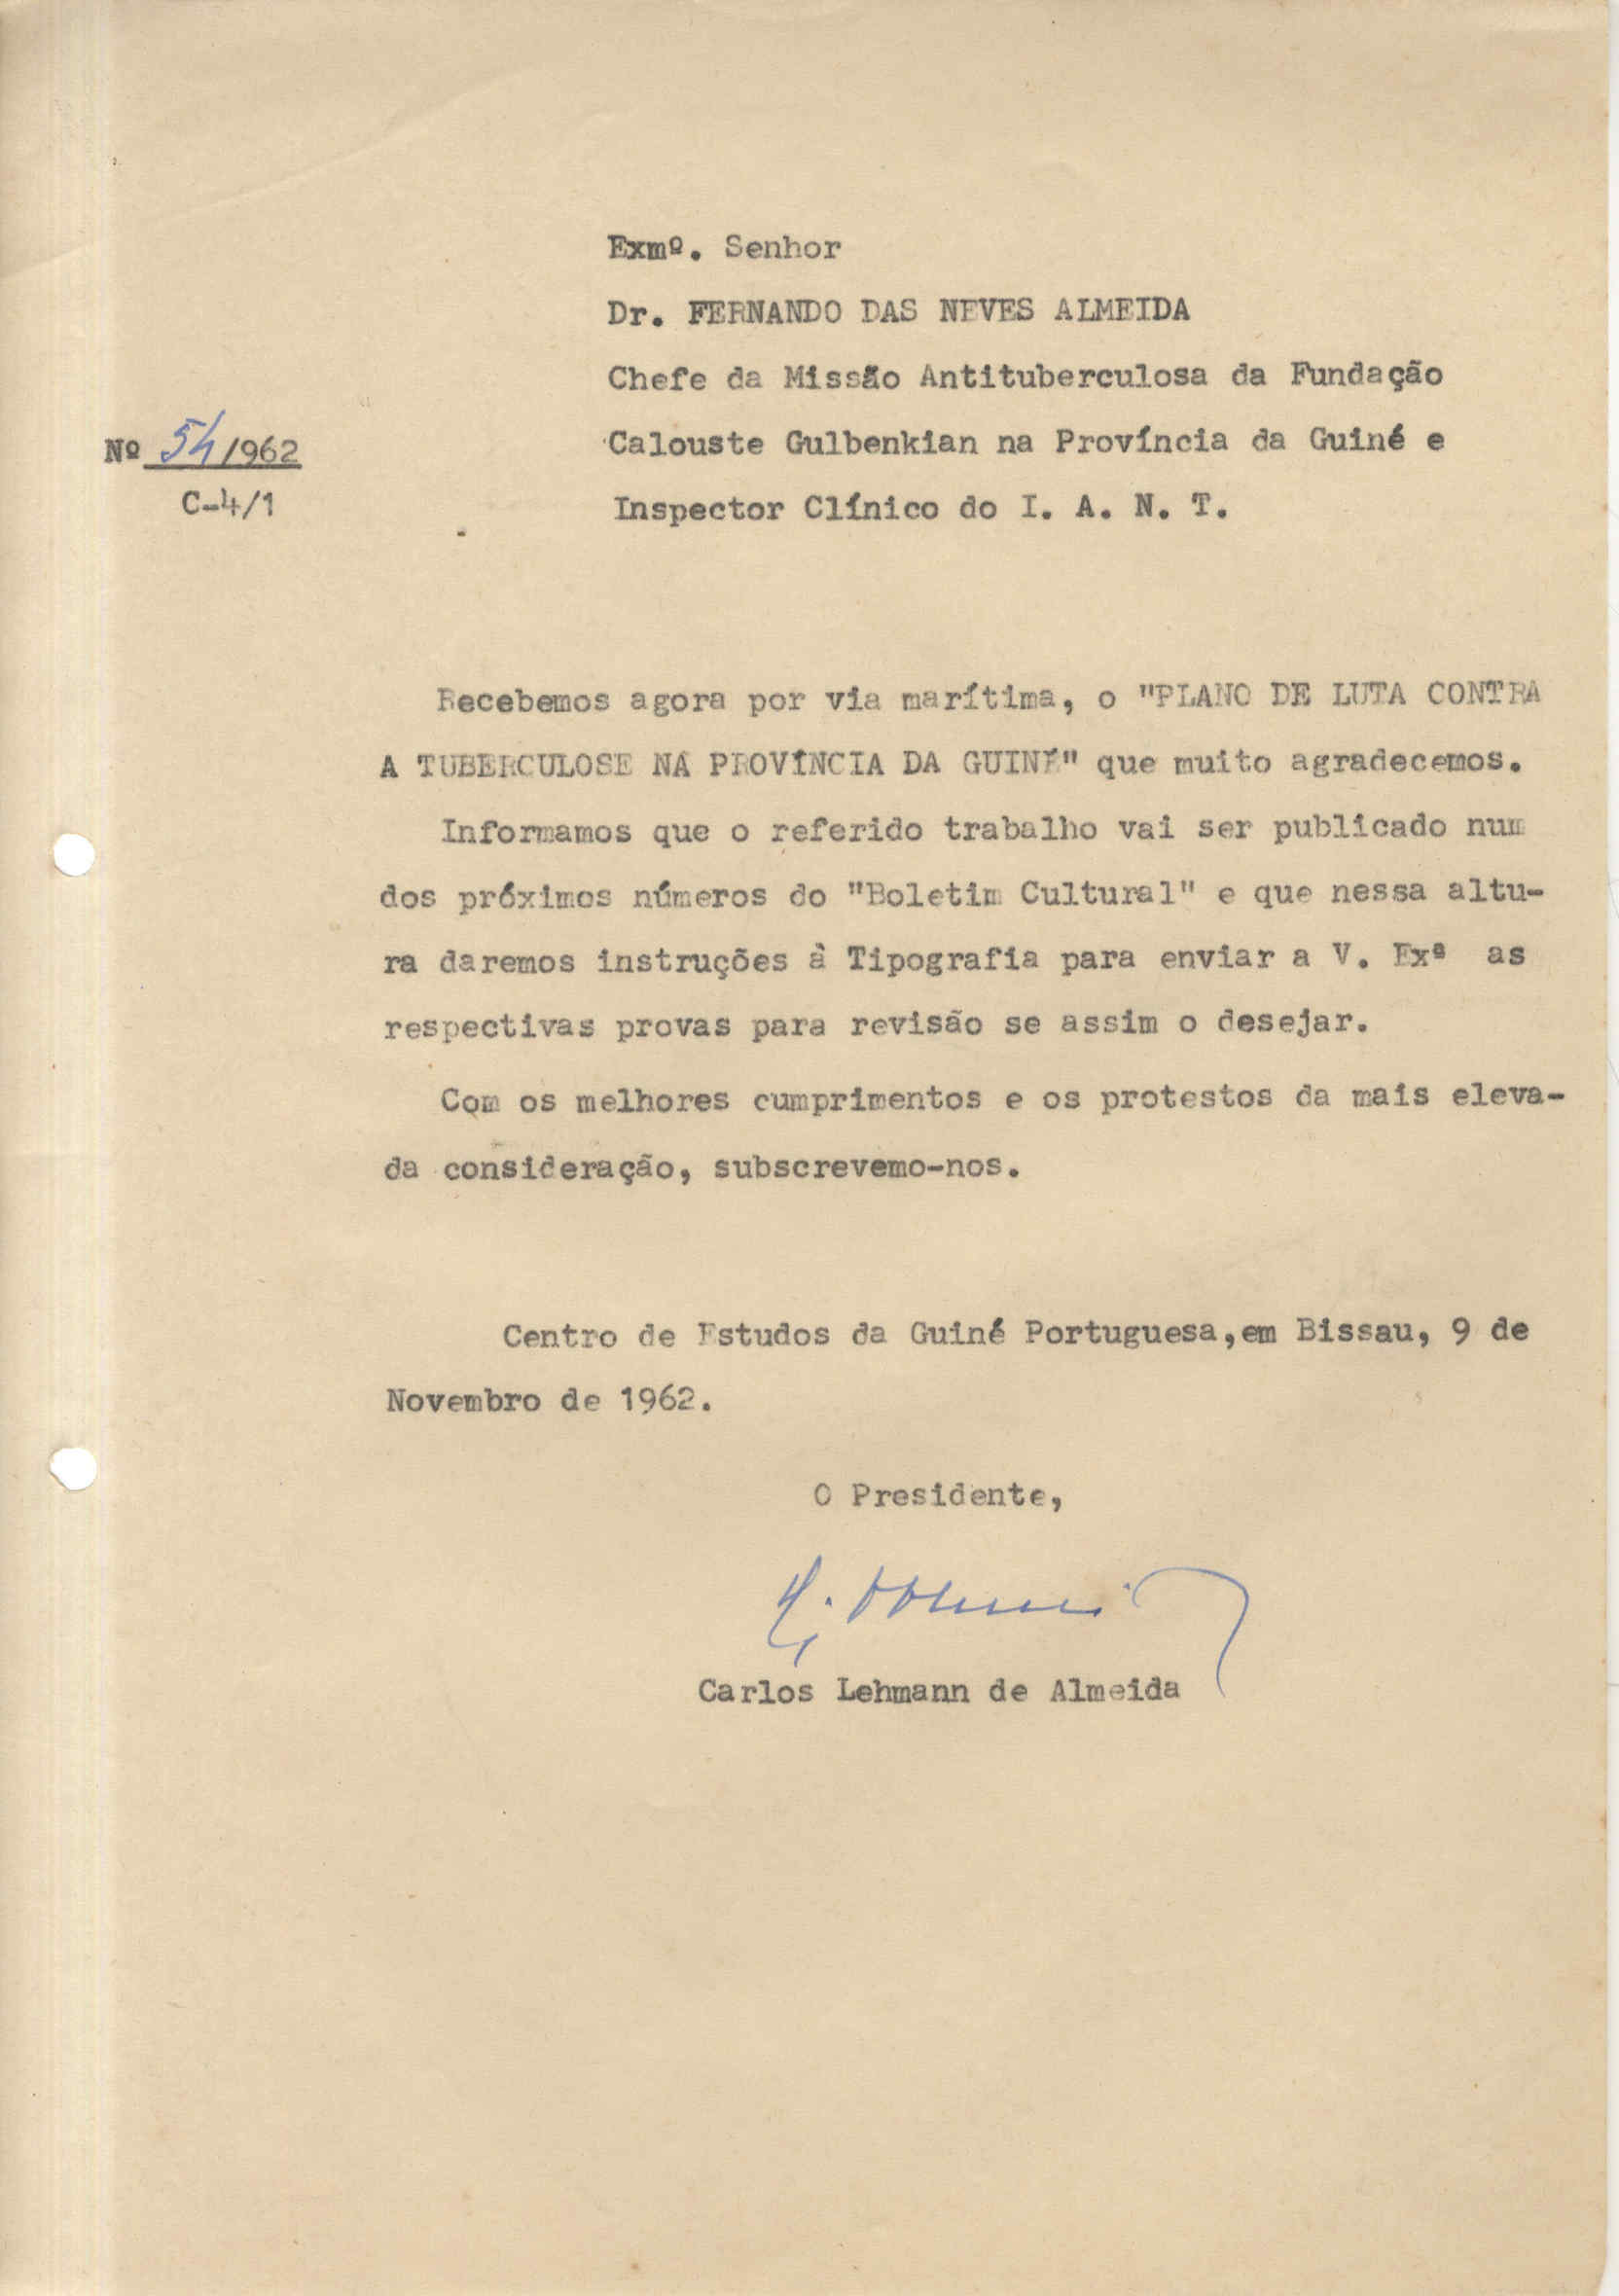 Exmº. Senhor
Dr. FERNANDO DAS NEVES ALMEIDA
Chefe da Missão Antituberculosa da Fundação
Calouste Gulbenkian na Província da Guiné e
Inspector Clínico do I. A. N. T.
Nº 54/1962
C-4/1
Recebemos agora por via marítima, o "PLANO DE LUTA CONTRA
A TUBERCULOSE NA PROVÍNCIA DA GUINÉ" que muito agradecemos.
Informamos que o referido trabalho vai ser publicado num
dos próximos números do "Boletim Cultural" e que nessa altu-
ra daremos instruções à Tipografia para enviar a V. Exª as
respectivas provas para revisão se assim o desejar.
Com os melhores cumprimentos e os protestos da mais eleva-
da consideração, subscrevemo-nos.
Centro de Estudos da Guiné Portuguesa,em Bissau, 9 de
Novembro de 1962.
O Presidente,
Carlos Lehmann de Almeida